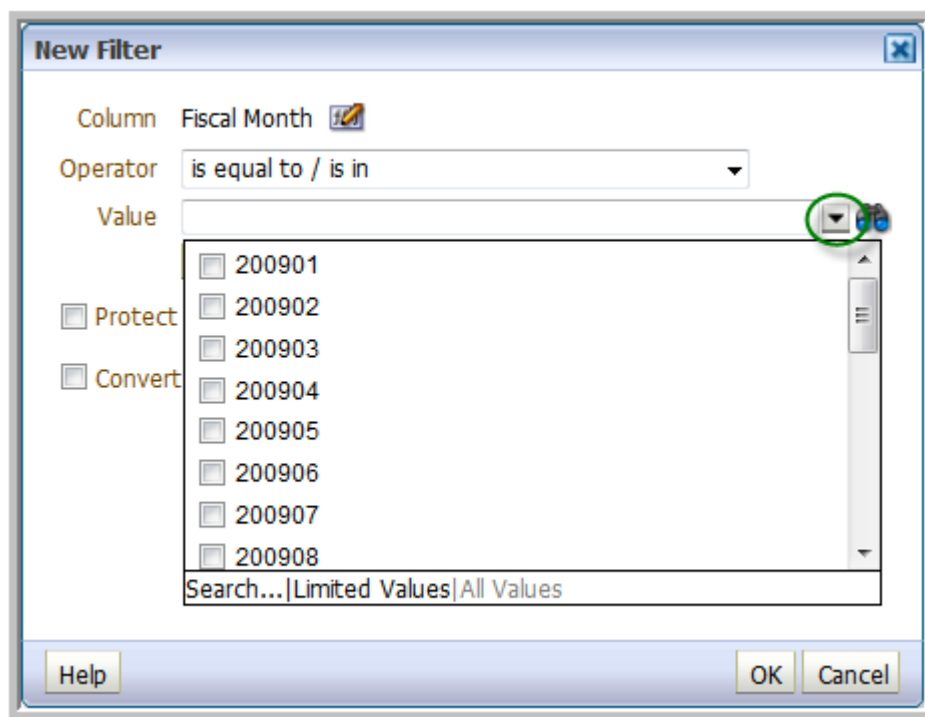 New Filter
Column Fiscal Month
Operator is equal to / is in
Value
200901
200902
Protect
200903
Convert
200904
200905
200906
200907
200908
Search...|Limited Values|All Values
Help OK Cancel